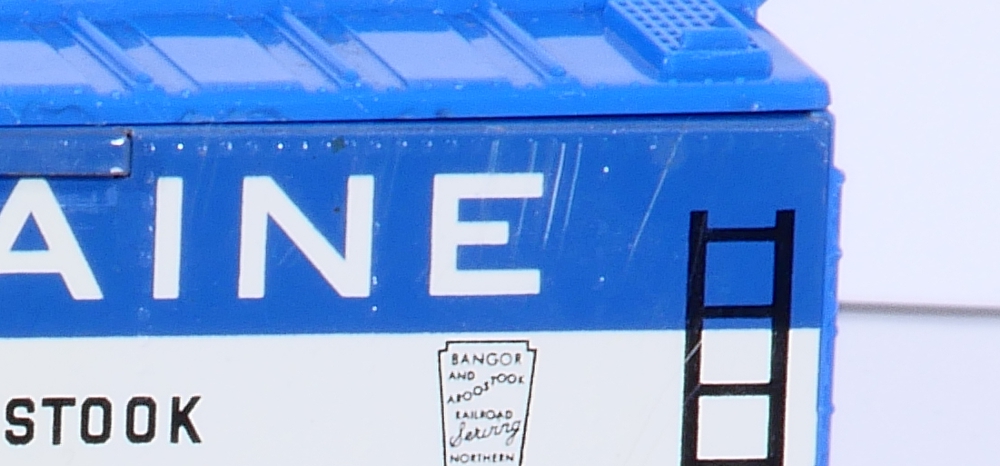 AINE
STOOK
BANGOR
AND
AROOSTOOK
RAILROAD
Serving
NORTHERN